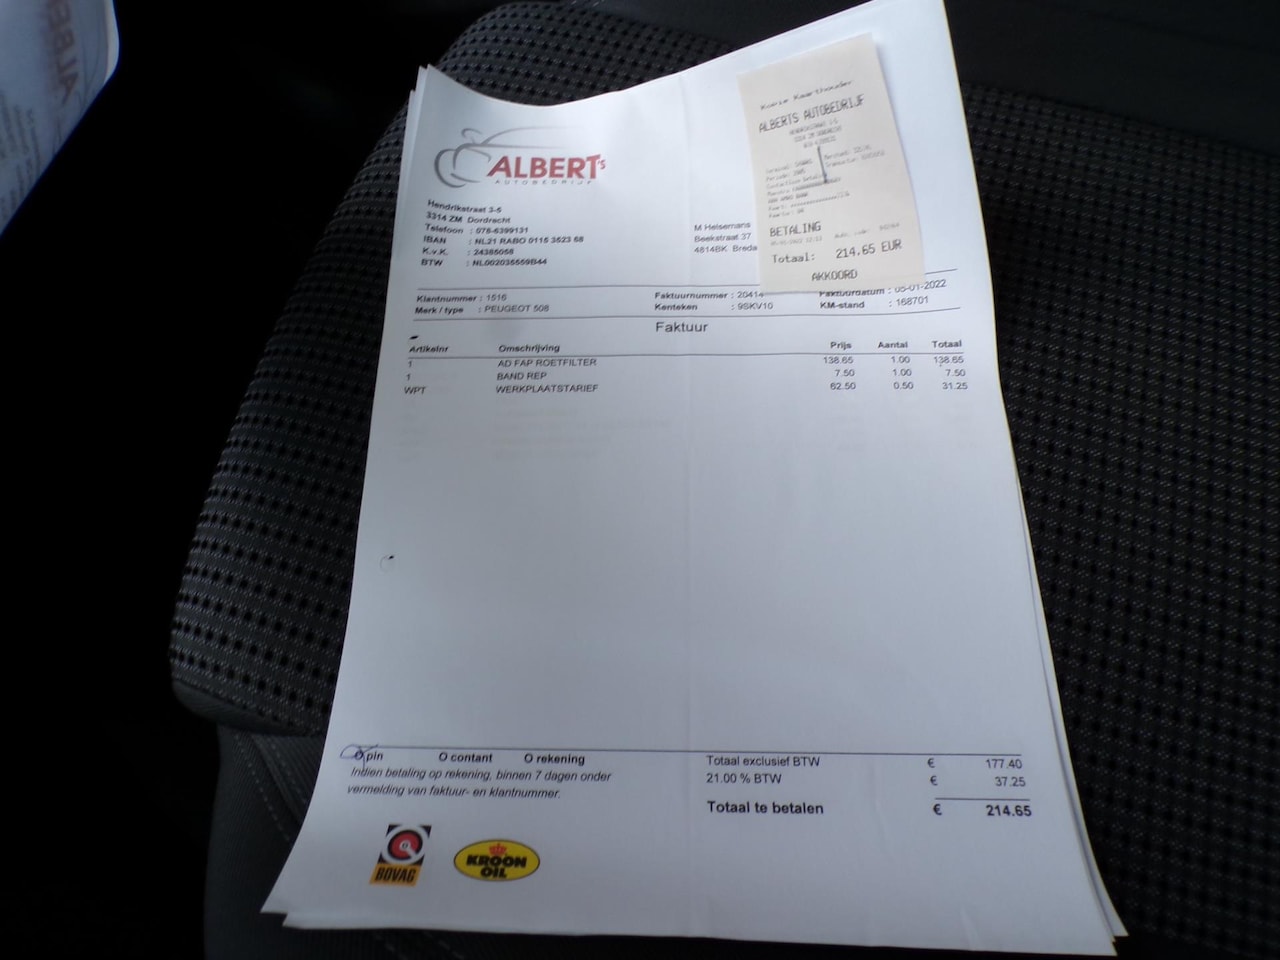 ALBERT's
AUTOBEDRIJF
Hendrikstraat 3-5
3314 ZM Dordrecht
Telefoon : 078-6399131
IBAN : NL21 RABO 0115 3523 68
K.v.K. : 24385058
BTW : NL002035559B44
M Heisemans
Beekstraat 37
4814BK Breda
Kopie Kaarthouder
ALBERTS AUTOBEDRIJF
BETALING
Totaal: 214.65 EUR
AKKOORD
Klantnummer : 1516 Faktuurnummer : 20414 Faktuurdatum : 05-01-2022
Merk / type : PEUGEOT 508 Kenteken : 9SKV10 KM-stand : 168701
Faktuur
Artikelnr Omschrijving Prijs Aantal Totaal
1 AD FAP ROETFILTER 138.65 1.00 138.65
1 BAND REP 7.50 1.00 7.50
WPT WERKPLAATSTARIEF 62.50 0.50 31.25
O pin O contant O rekening
Indien betaling op rekening, binnen 7 dagen onder
vermelding van faktuur- en klantnummer.
Totaal exclusief BTW € 177.40
21.00 % BTW € 37.25
Totaal te betalen € 214.65
BOVAG
KROON
OIL